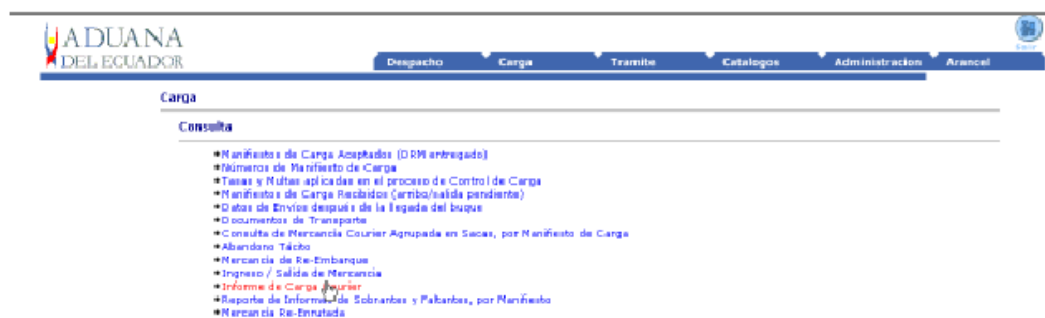 ADUANA
DEL ECUADOR
Despacho Carga Tramite Catalogos Administracion Arancel
Carga
Consulta
Manifiestos de Carga Aceptados (DRM entregado)
Números de Manifiesto de Carga
Tasas y Multas aplicadas en el proceso de Control de Carga
Manifiestos de Carga Recibidos (arribo/salida pendiente)
Datos de Envíos después de la llegada del buque
Documentos de Transporte
Consulta de Mercancía Courier Agrupada en Sacas, por Manifiesto de Carga
Abandono Tácito
Mercancia de Re-Embarque
Ingreso / Salida de Mercancia
Informe de Carga Courier
Reporte de Informes de Sobrantes y Faltantes, por Manifiesto
Mercancia Re-Enrutada